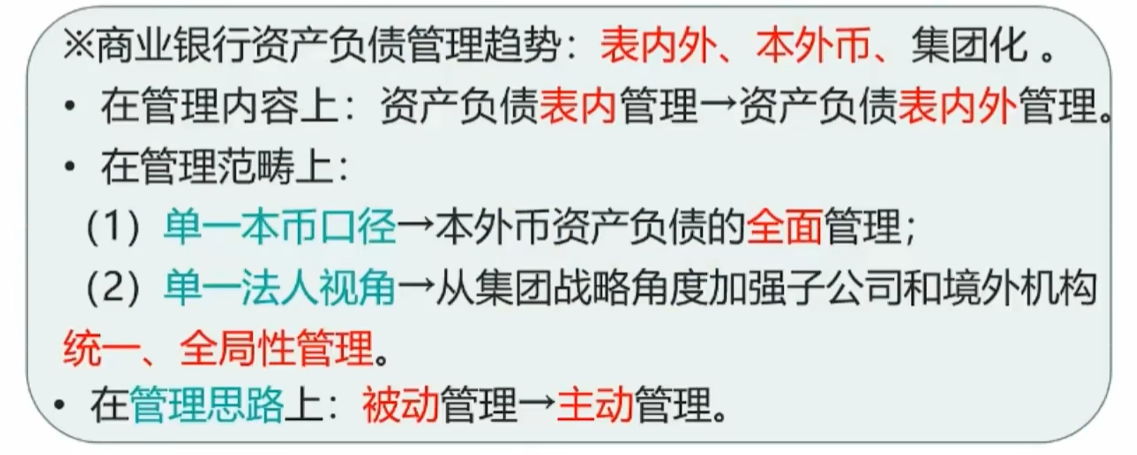 ※商业银行资产负债管理趋势：表内外、本外币、集团化 。
• 在管理内容上：资产负债表内管理→资产负债表内外管理。
• 在管理范畴上：
（1）单一本币口径→本外币资产负债的全面管理；
（2）单一法人视角→从集团战略角度加强子公司和境外机构
统一、全局性管理。
• 在管理思路上：被动管理→主动管理。